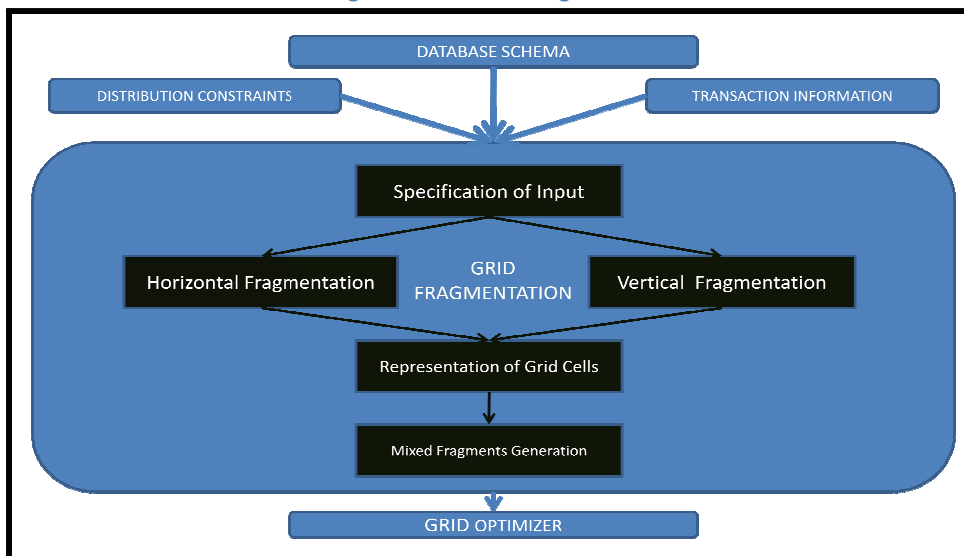 DATABASE SCHEMA
DISTRIBUTION CONSTRAINTS
TRANSACTION INFORMATION
Specification of Input
Horizontal Fragmentation
GRID
FRAGMENTATION
Vertical Fragmentation
Representation of Grid Cells
Mixed Fragments Generation
GRID OPTIMIZER